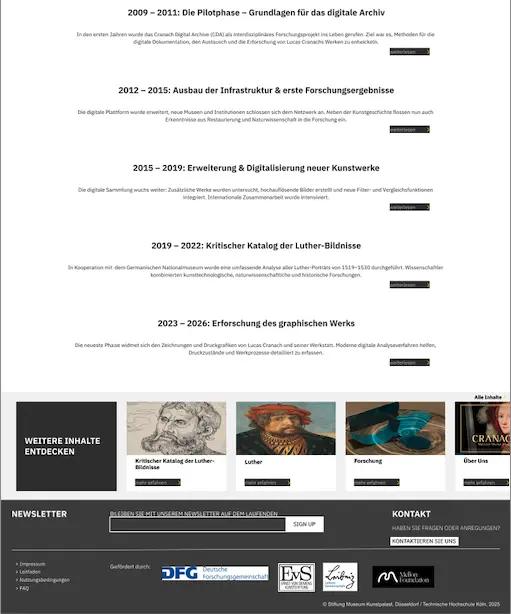 2009 – 2011: Die Pilotphase – Grundlagen für das digitale Archiv
In den ersten Jahren wurde das Cranach Digital Archive (CDA) als interdisziplinäres Forschungsprojekt ins Leben gerufen. Ziel war es, Methoden für die
digitale Dokumentation, den Austausch und die Erforschung von Lucas Cranachs Werken zu entwickeln.
weiterlesen
2012 – 2015: Ausbau der Infrastruktur & erste Forschungsergebnisse
Die digitale Plattform wurde erweitert, neue Museen und Institutionen schlossen sich dem Netzwerk an. Neben der Kunstgeschichte flossen nun auch
Erkenntnisse aus Restaurierung und Naturwissenschaft in die Forschung ein.
weiterlesen
2015 – 2019: Erweiterung & Digitalisierung neuer Kunstwerke
Die digitale Sammlung wuchs weiter: Zusätzliche Werke wurden untersucht, hochauflösende Bilder erstellt und neue Filter- und Vergleichsfunktionen
integriert. Internationale Zusammenarbeit wurde intensiviert.
weiterlesen
2019 – 2022: Kritischer Katalog der Luther-Bildnisse
In Kooperation mit dem Germanischen Nationalmuseum wurde eine umfassende Analyse aller Luther-Porträts von 1519–1530 durchgeführt. Wissenschaftler
kombinierten kunsttechnologische, naturwissenschaftliche und historische Forschungen.
weiterlesen
2023 – 2026: Erforschung des graphischen Werks
Die neueste Phase widmet sich den Zeichnungen und Druckgrafiken von Lucas Cranach und seiner Werkstatt. Moderne digitale Analyseverfahren helfen,
Druckzustände und Werkprozesse detailliert zu erfassen.
weiterlesen
Alle Inhalte
WEITERE INHALTE
ENTDECKEN
Kritischer Katalog der Luther-
Bildnisse
mehr erfahren
Luther
mehr erfahren
Forschung
mehr erfahren
CRANAC
Über Uns
mehr erfahren
NEWSLETTER
BLEIBEN SIE MIT UNSEREM NEWSLETTER AUF DEM LAUFENDEN
SIGN UP
KONTAKT
HABEN SIE FRAGEN ODER ANREGUNGEN?
KONTAKTIEREN SIE UNS
> Impressum
> Leitfaden
> Nutzungsbedingungen
> FAQ
Gefördert durch:
DFG Deutsche
Forschungsgemeinschaft
EvS
ERNST VON SIEMENS
KUNSTSTIFTUNG
Leibniz
Mellon
Foundation
© Stiftung Museum Kunstpalast, Düsseldorf / Technische Hochschule Köln, 2025